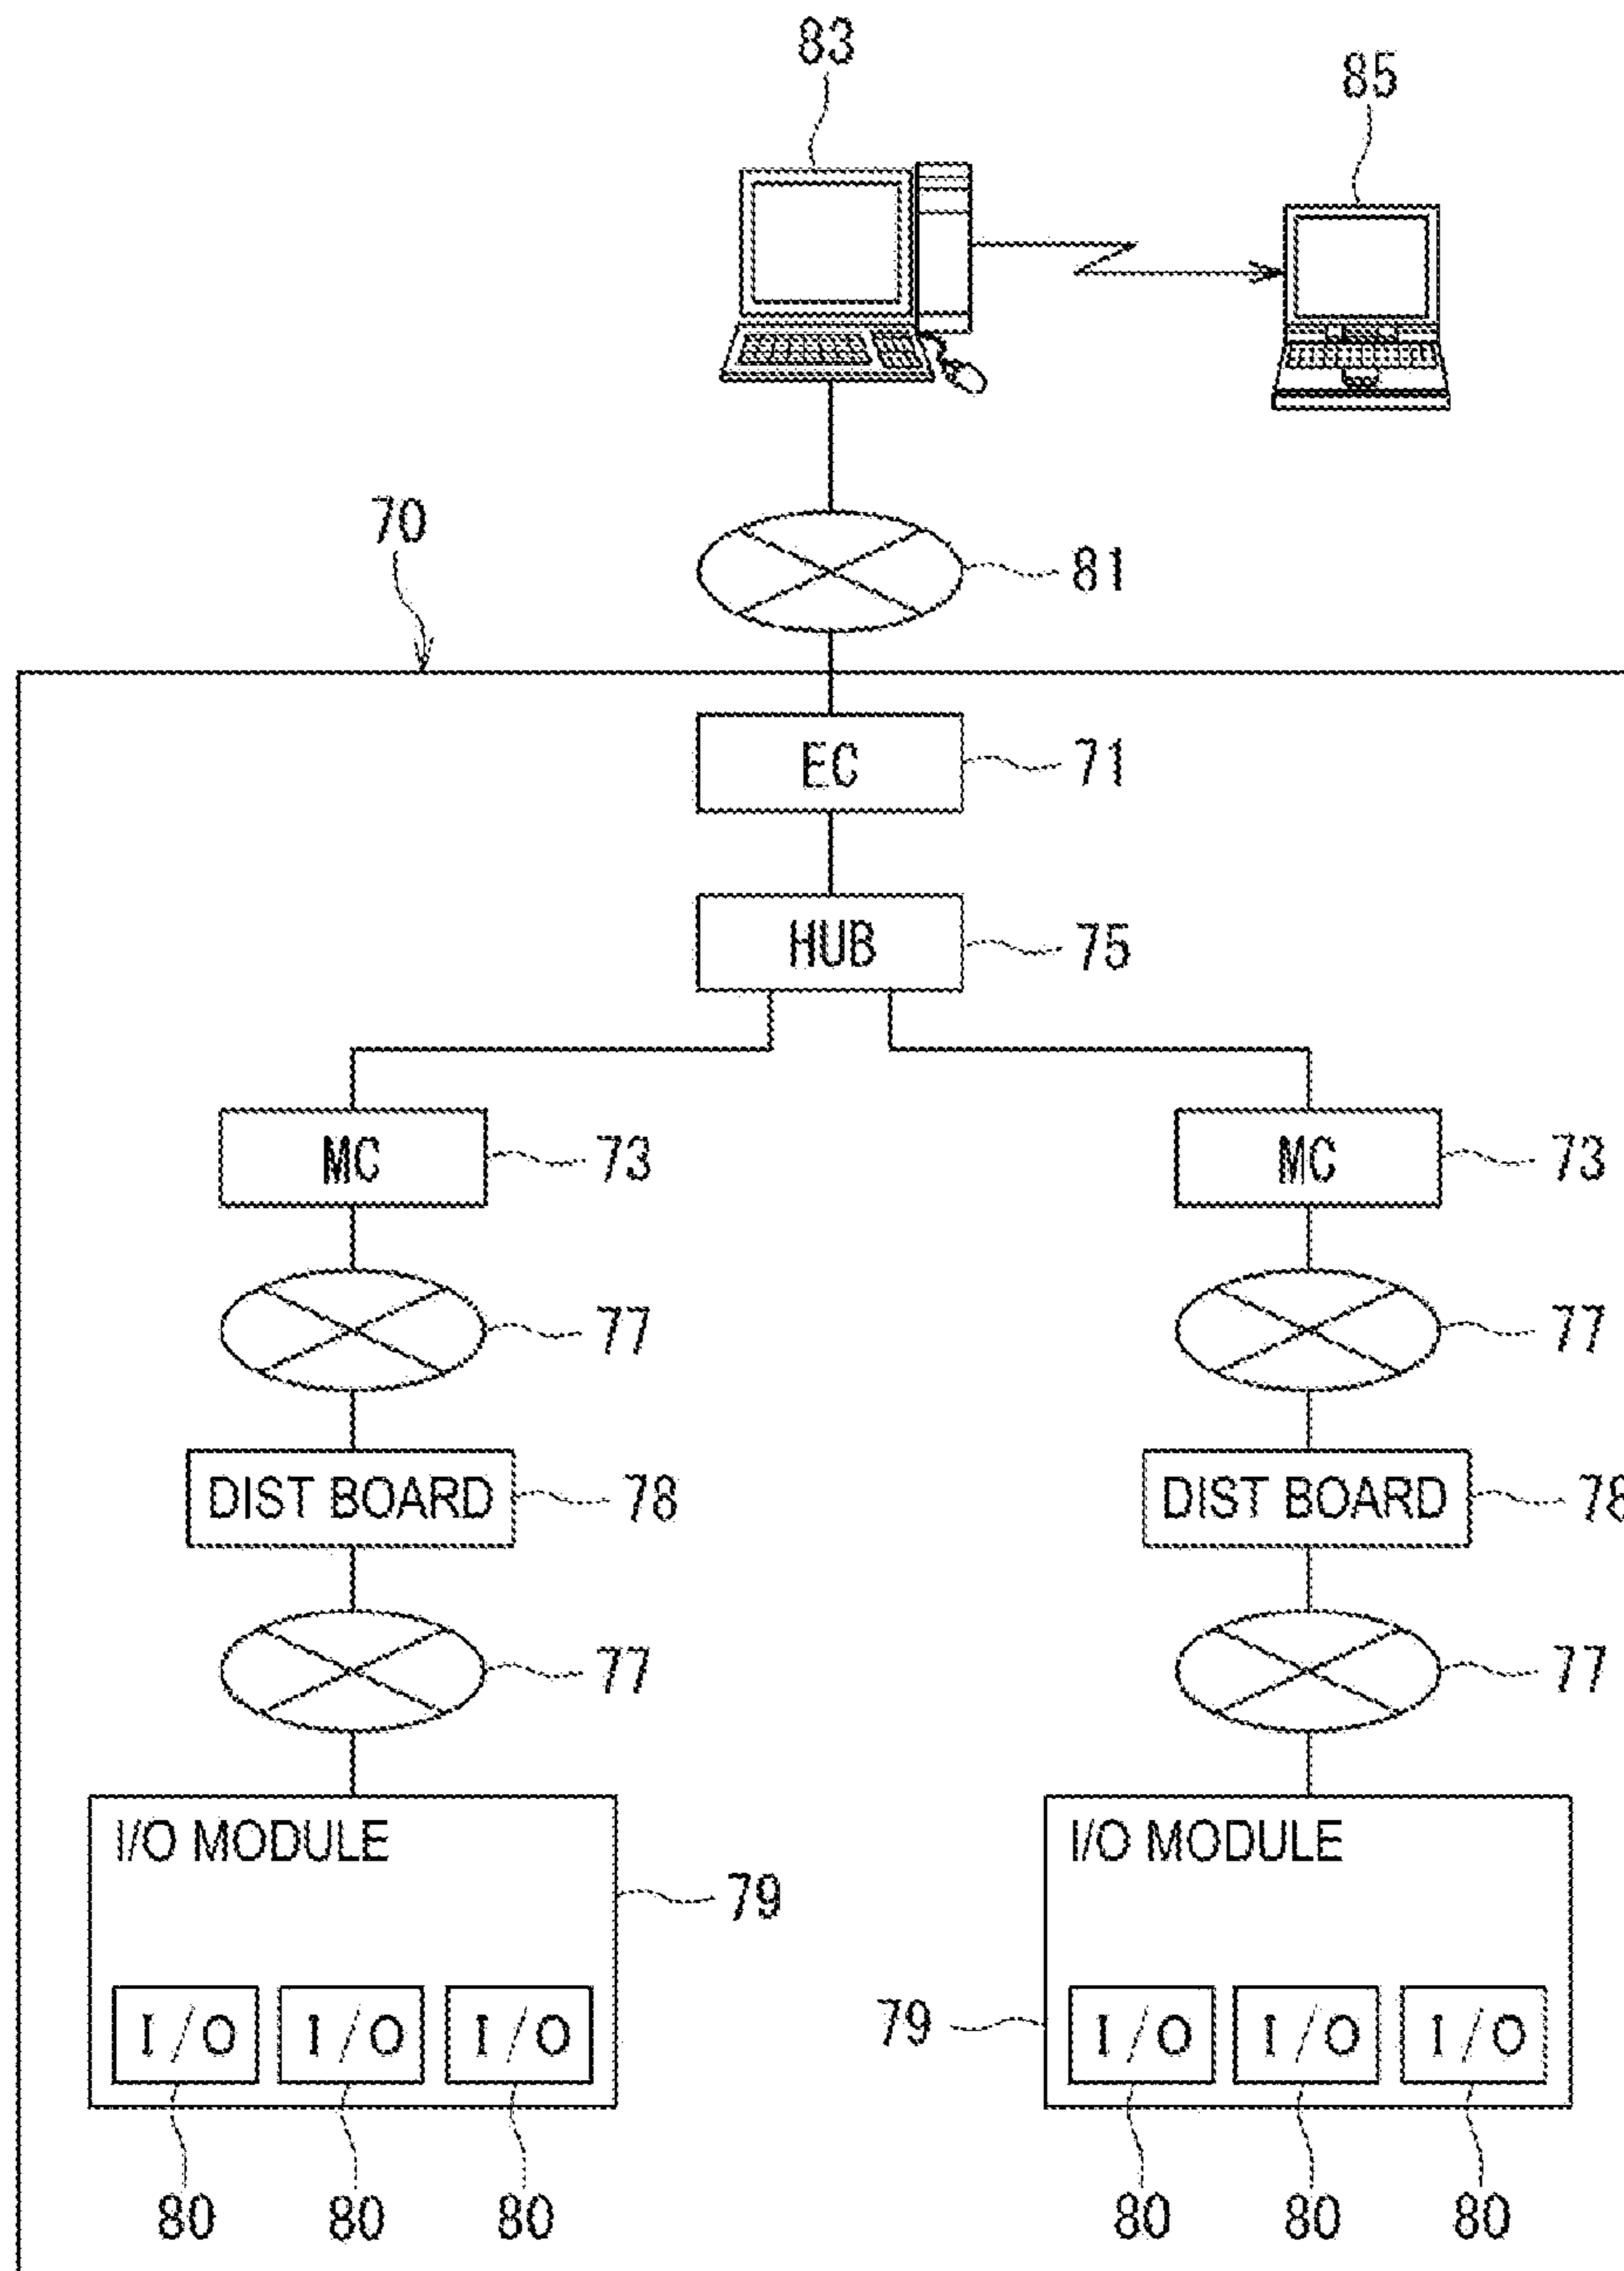 83
85
70
81
EC 71
HUB 75
MC 73 MC 73
77 77
DIST BOARD 78 DIST BOARD 78
77 77
I/O MODULE I/O MODULE
79
79
I/O I/O I/O I/O I/O I/O
80 80 80 80 80 80